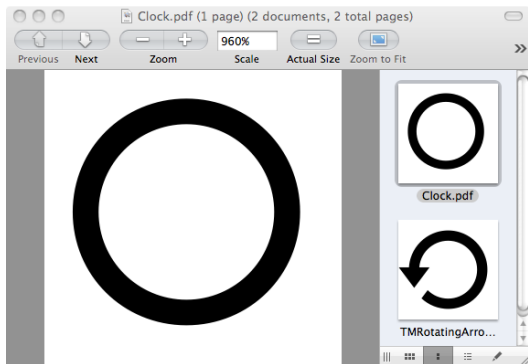 Clock.pdf (1 page) (2 documents, 2 total pages)
960%
Previous Next Zoom Scale Actual Size Zoom to Fit
Clock.pdf
TMRotatingArro...